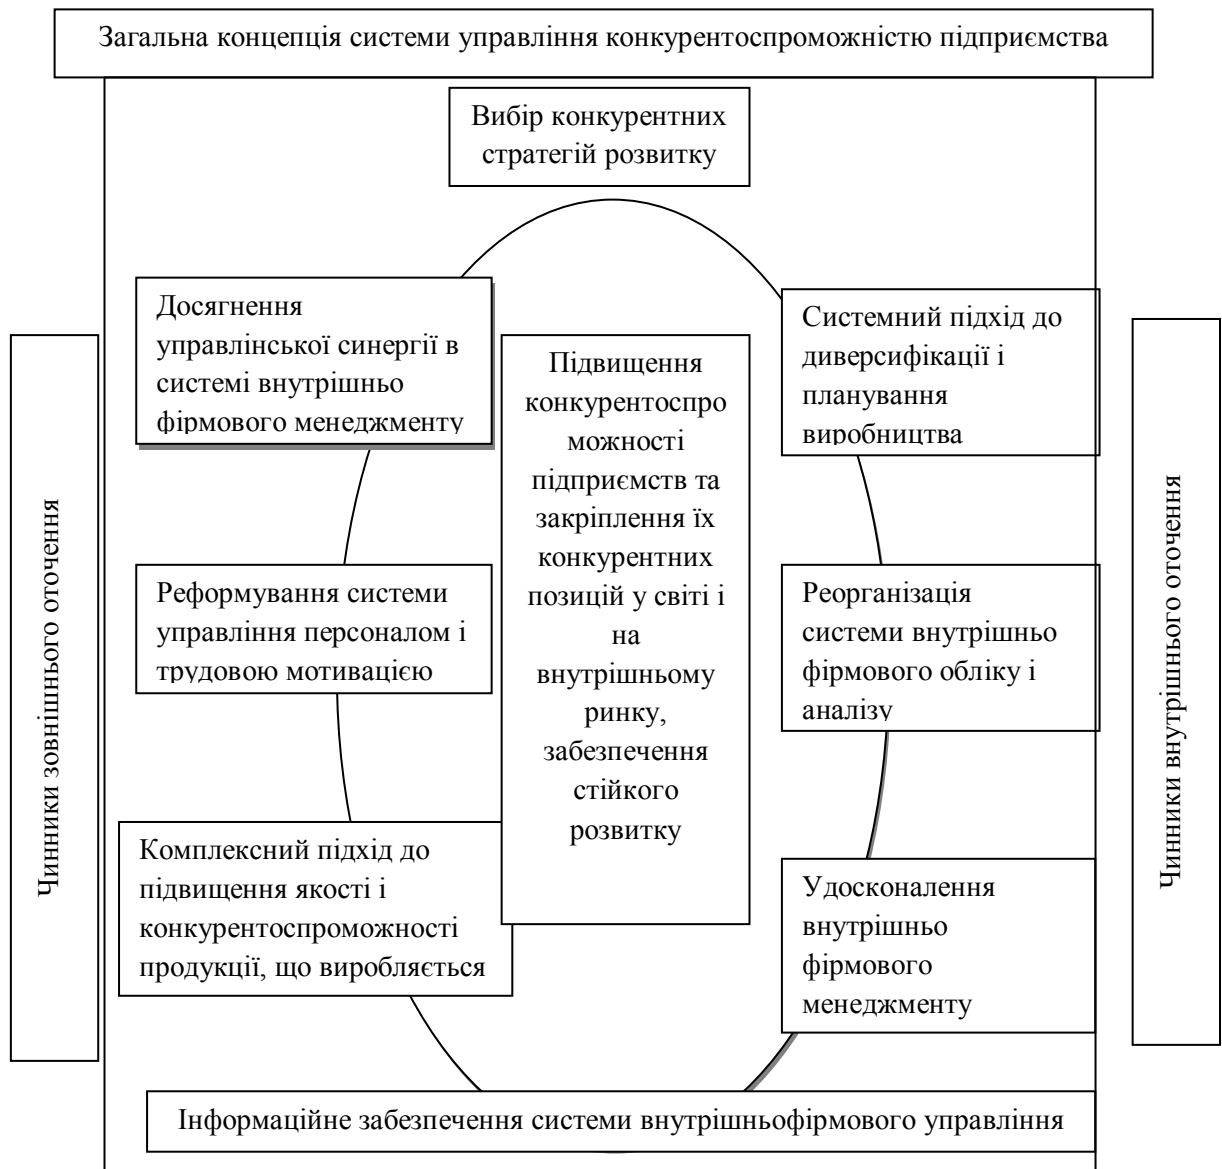 Загальна концепція системи управління конкурентоспроможністю підприємства
Вибір конкурентних
стратегій розвитку
Досягнення
управлінської синергії в
системі внутрішньо
фірмового менеджменту
Системний підхід до
диверсифікації і
планування
виробництва
Підвищення
конкурентоспро
можності
підприємств та
закріплення їх
конкурентних
позицій у світі і
на
внутрішньому
ринку,
забезпечення
стійкого
розвитку
Чинники зовнішнього оточення
Чинники внутрішнього оточення
Реформування системи
управління персоналом і
трудовою мотивацією
Реорганізація
системи внутрішньо
фірмового обліку і
аналізу
Комплексний підхід до
підвищення якості і
конкурентоспроможності
продукції, що виробляється
Удосконалення
внутрішньо
фірмового
менеджменту
Інформаційне забезпечення системи внутрішньофірмового управління